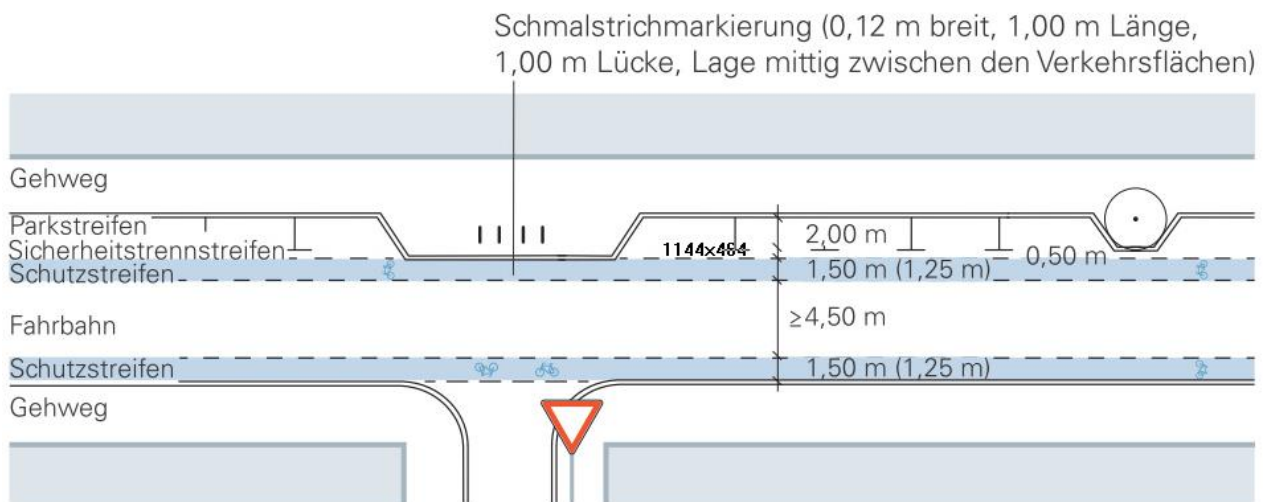 Schmalstrichmarkierung (0,12 m breit, 1,00 m Länge,
1,00 m Lücke, Lage mittig zwischen den Verkehrsflächen)
Gehweg
Parkstreifen
2,00 m
Sicherheitstrennstreifen
1144x484
0,50 m
Schutzstreifen
1,50 m (1,25 m)
Fahrbahn
≥4,50 m
Schutzstreifen
1,50 m (1,25 m)
Gehweg